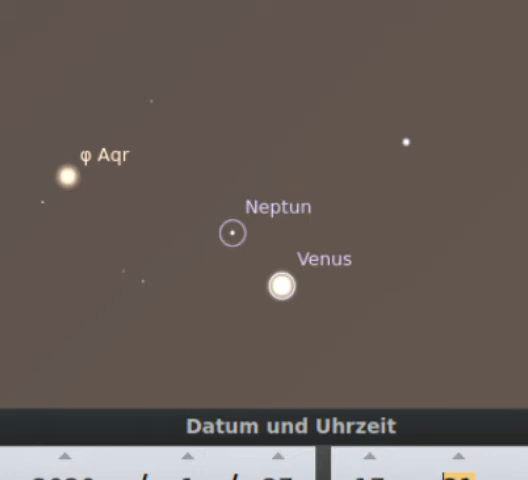 φ Aqr
Neptun
Venus
Datum und Uhrzeit